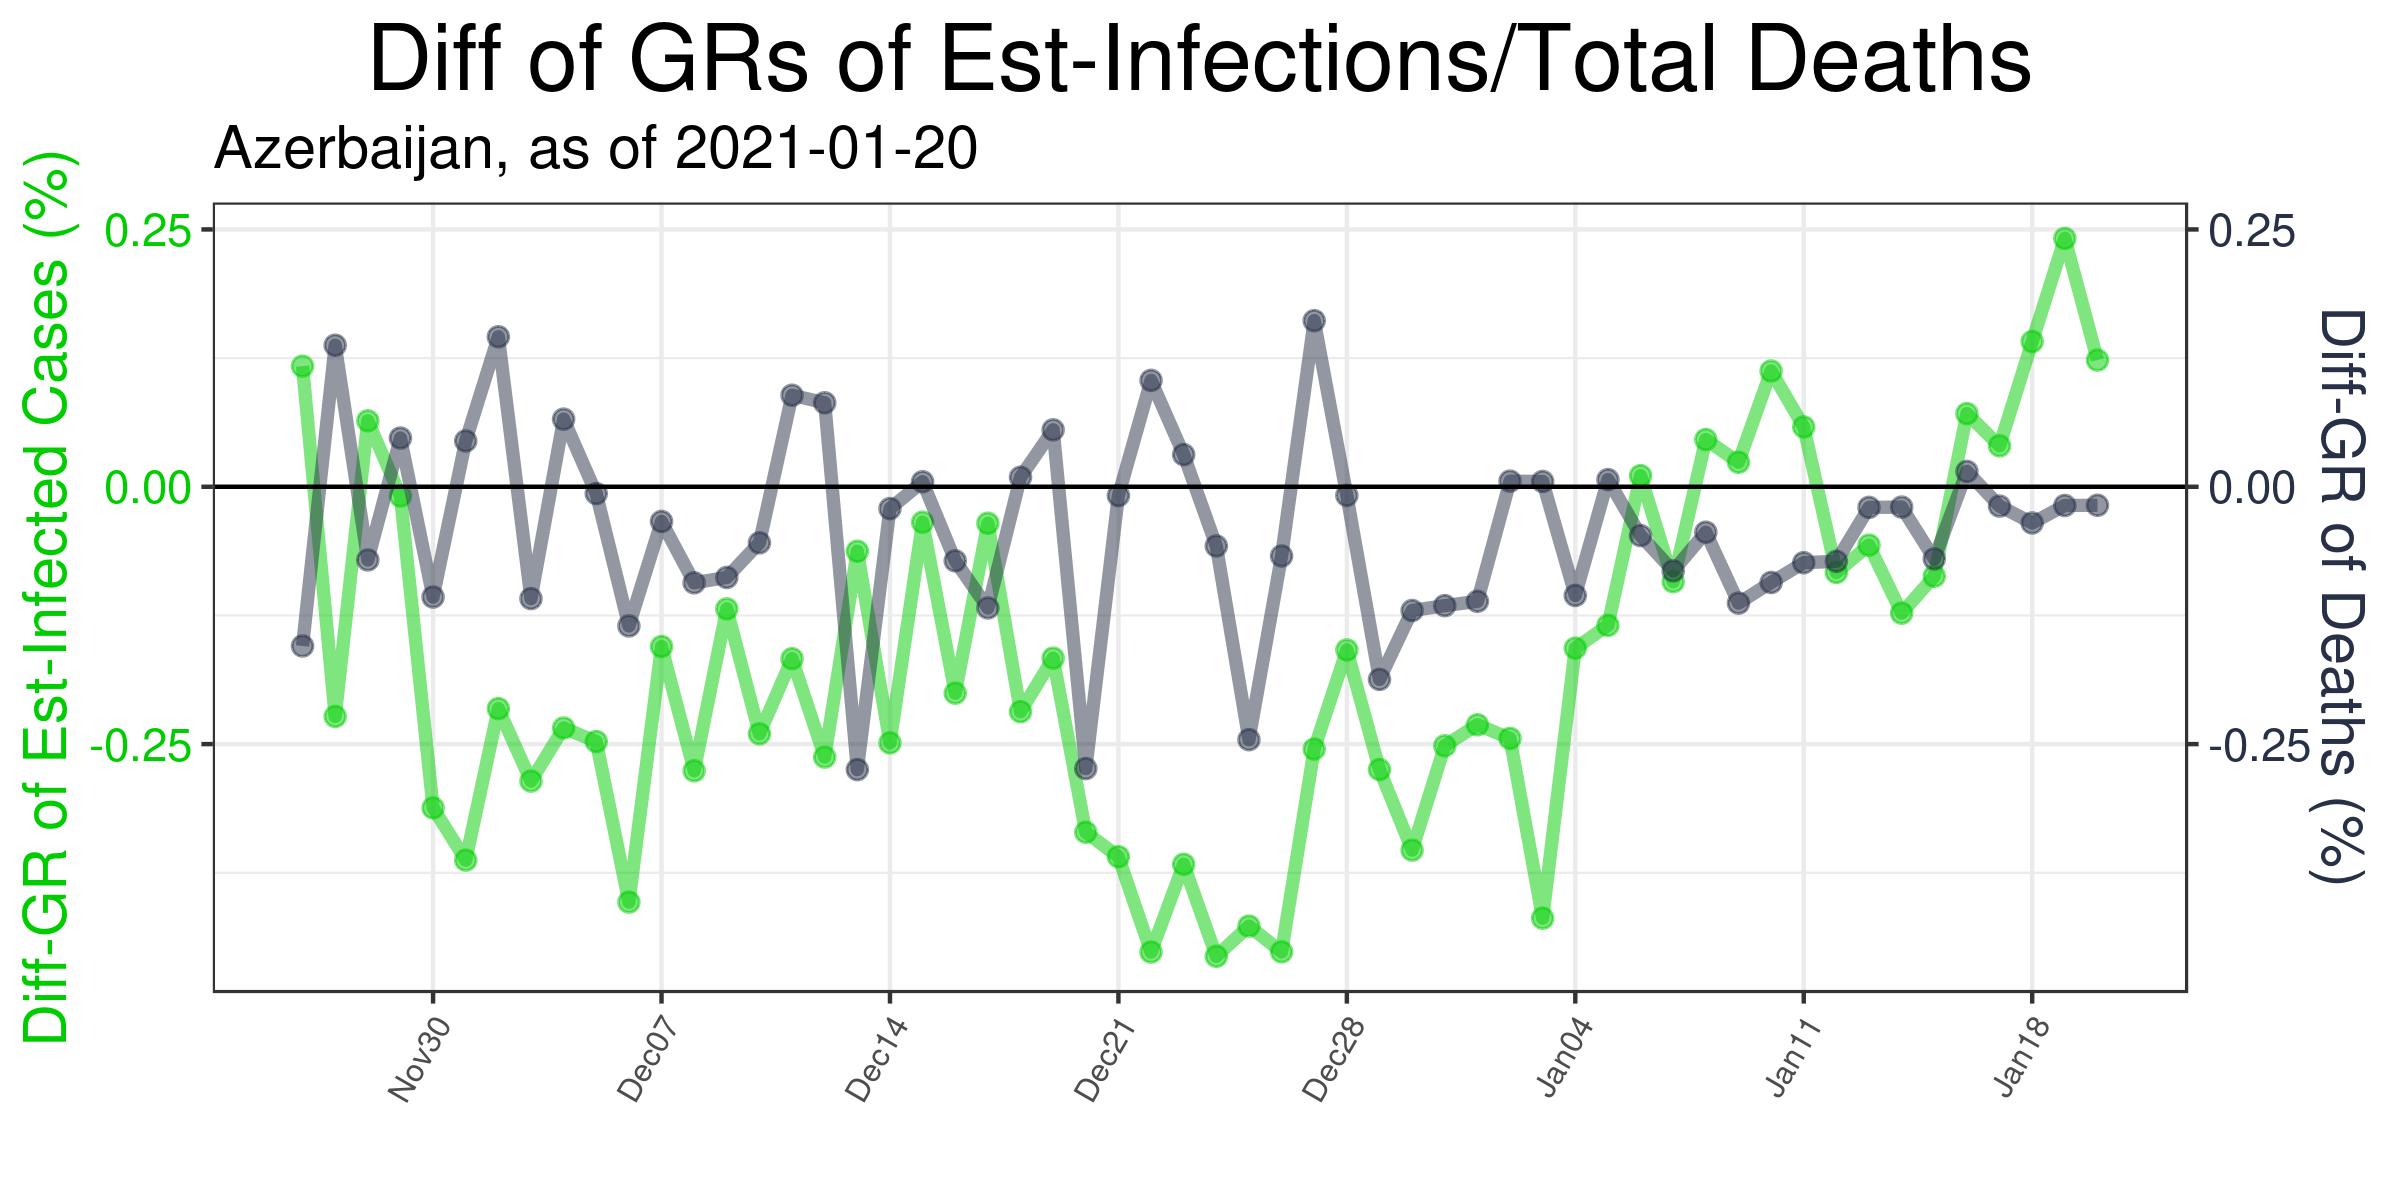 Diff of GRs of Est-Infections/Total Deaths
Azerbaijan, as of 2021-01-20
Diff-GR of Est-Infected Cases (%)
0.25
0.00
-0.25
0.25
0.00
-0.25
Diff-GR of Deaths (%)
Nov30
Dec07
Dec14
Dec21
Dec28
Jan04
Jan11
Jan18